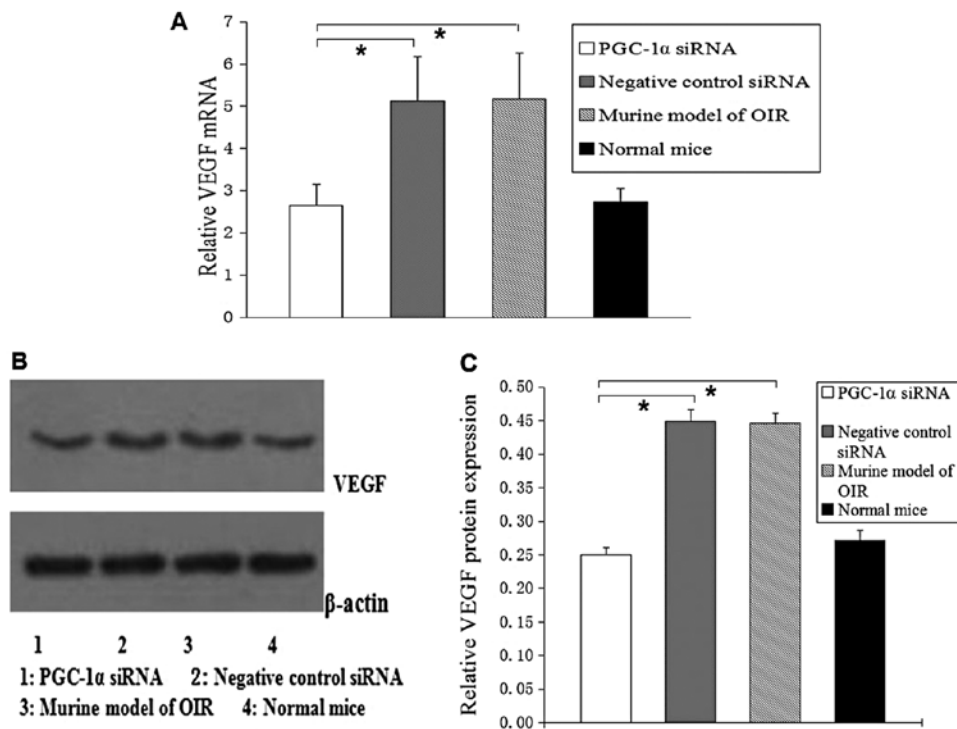 A
7
6
5
4
3
2
1
0
Relative VEGF mRNA
*
*
PGC-1α siRNA
Negative control siRNA
Murine model of OIR
Normal mice
B
VEGF
β-actin
1 2 3 4
1: PGC-1α siRNA 2: Negative control siRNA
3: Murine model of OIR 4: Normal mice
C
0.50
0.45
0.40
0.35
0.30
0.25
0.20
0.15
0.10
0.05
0.00
Relative VEGF protein expression
*
*
PGC-1α siRNA
Negative control
siRNA
Murine model of
OIR
Normal mice